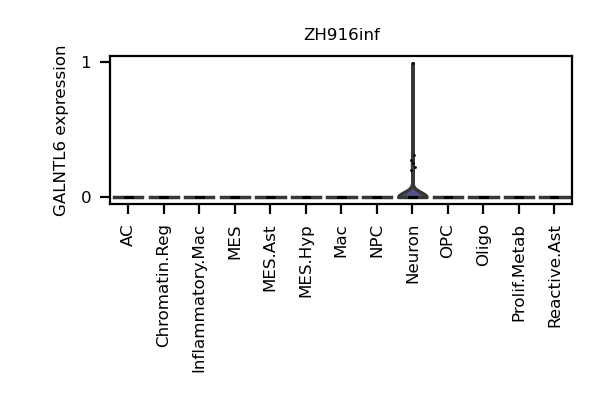 ZH916inf
GALNTL6 expression
1
0
AC
Chromatin.Reg
Inflammatory.Mac
MES
MES.Ast
MES.Hyp
Mac
NPC
Neuron
OPC
Oligo
Prolif.Metab
Reactive.Ast